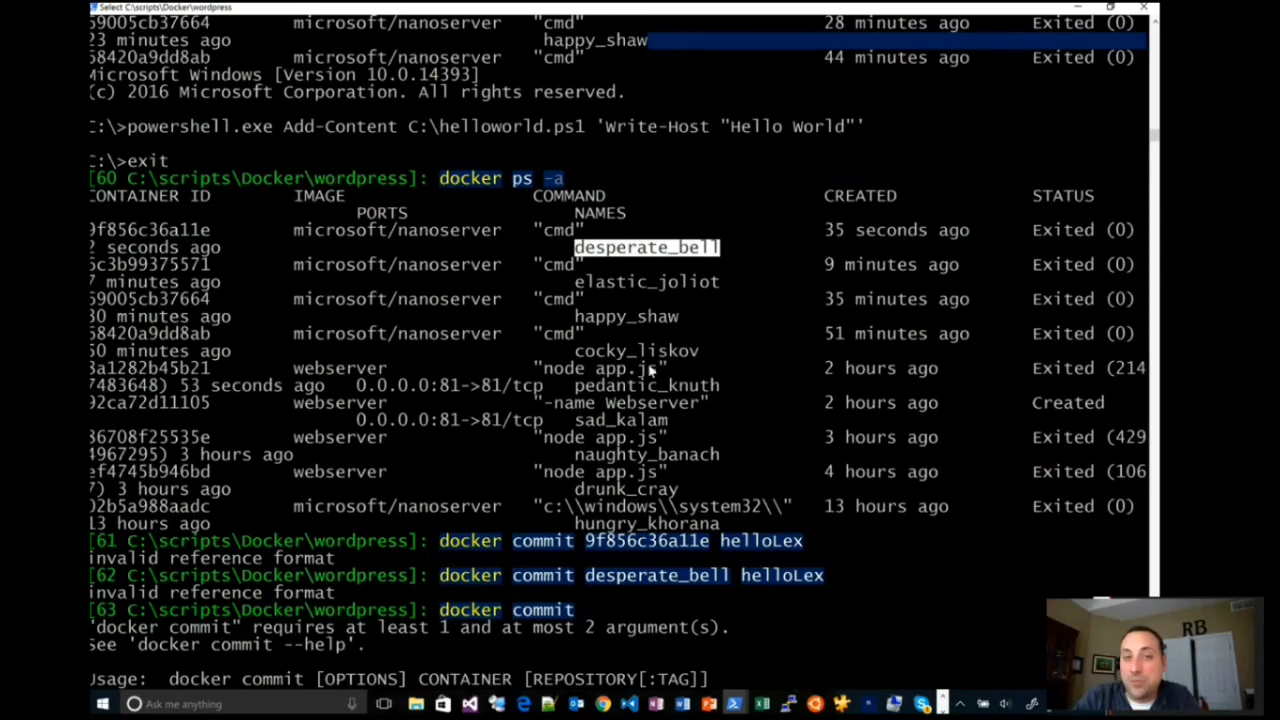 Select C:\scripts\Docker\wordpress
59005cb37664 microsoft/nanoserver "cmd" 28 minutes ago Exited (0)
23 minutes ago happy_shaw
58420a9dd8ab microsoft/nanoserver "cmd" 44 minutes ago Exited (0)
Microsoft Windows [Version 10.0.14393]
(c) 2016 Microsoft Corporation. All rights reserved.
C:\>powershell.exe Add-Content C:\helloworld.ps1 'Write-Host "Hello World"'
C:\>exit
[60 C:\scripts\Docker\wordpress]: docker ps -a
CONTAINER ID IMAGE COMMAND CREATED STATUS
PORTS NAMES
9f856c36a11e microsoft/nanoserver "cmd" 35 seconds ago Exited (0)
2 seconds ago desperate_bell
5c3b99375571 microsoft/nanoserver "cmd" 9 minutes ago Exited (0)
7 minutes ago elastic_joliot
59005cb37664 microsoft/nanoserver "cmd" 35 minutes ago Exited (0)
30 minutes ago happy_shaw
58420a9dd8ab microsoft/nanoserver "cmd" 51 minutes ago Exited (0)
50 minutes ago cocky_liskov
8a1282b45b21 webserver "node app.js" 2 hours ago Exited (214
7483648) 53 seconds ago 0.0.0.0:81->81/tcp pedantic_knuth
92ca72d11105 webserver "-name Webserver" 2 hours ago Created
0.0.0.0:81->81/tcp sad_kalam
86708f25535e webserver "node app.js" 3 hours ago Exited (429
4967295) 3 hours ago naughty_banach
ef4745b946bd webserver "node app.js" 4 hours ago Exited (106
7) 3 hours ago drunk_cray
02b5a988aadc microsoft/nanoserver "c:\\windows\\system32\\" 13 hours ago Exited (0)
13 hours ago hungry_khorana
[61 C:\scripts\Docker\wordpress]: docker commit 9f856c36a11e helloLex
invalid reference format
[62 C:\scripts\Docker\wordpress]: docker commit desperate_bell helloLex
invalid reference format
[63 C:\scripts\Docker\wordpress]: docker commit
"docker commit" requires at least 1 and at most 2 argument(s).
See 'docker commit --help'.
Usage: docker commit [OPTIONS] CONTAINER [REPOSITORY[:TAG]]
RB
Ask me anything